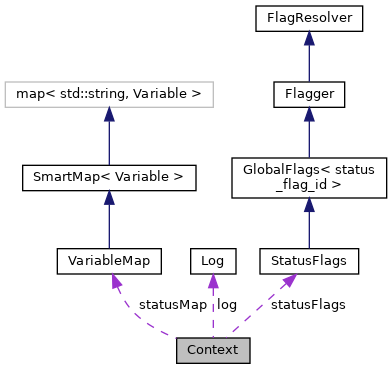 FlagResolver
map< std::string, Variable >
Flagger
SmartMap< Variable >
GlobalFlags< status
_flag_id >
VariableMap
Log
StatusFlags
statusMap
log
statusFlags
Context